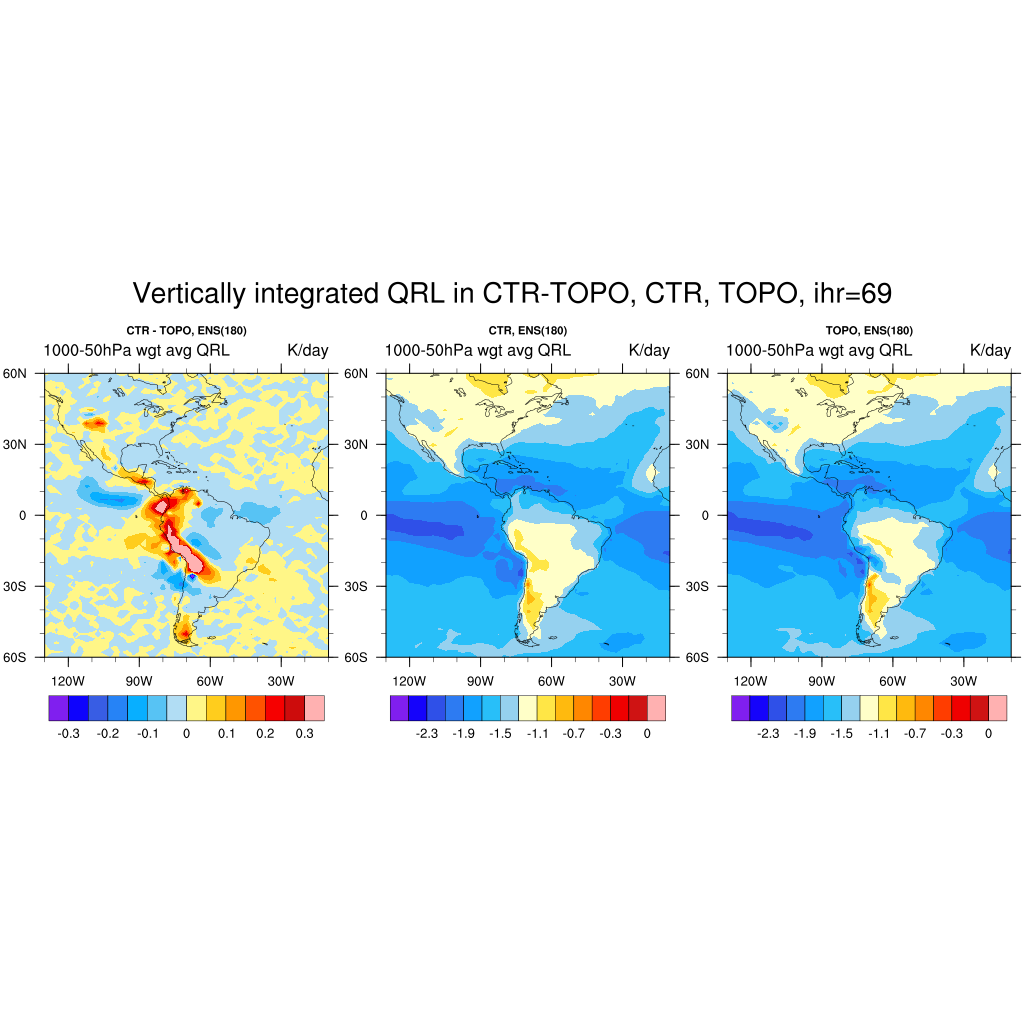 Vertically integrated QRL in CTR-TOPO, CTR, TOPO, ihr=69
CTR - TOPO, ENS(180)
1000-50hPa wgt avg QRL K/day
60N
30N
0
30S
60S
120W 90W 60W 30W
-0.3 -0.2 -0.1 0 0.1 0.2 0.3
CTR, ENS(180)
1000-50hPa wgt avg QRL K/day
60N
30N
0
30S
60S
120W 90W 60W 30W
-2.3 -1.9 -1.5 -1.1 -0.7 -0.3 0
TOPO, ENS(180)
1000-50hPa wgt avg QRL K/day
60N
30N
0
30S
60S
120W 90W 60W 30W
-2.3 -1.9 -1.5 -1.1 -0.7 -0.3 0